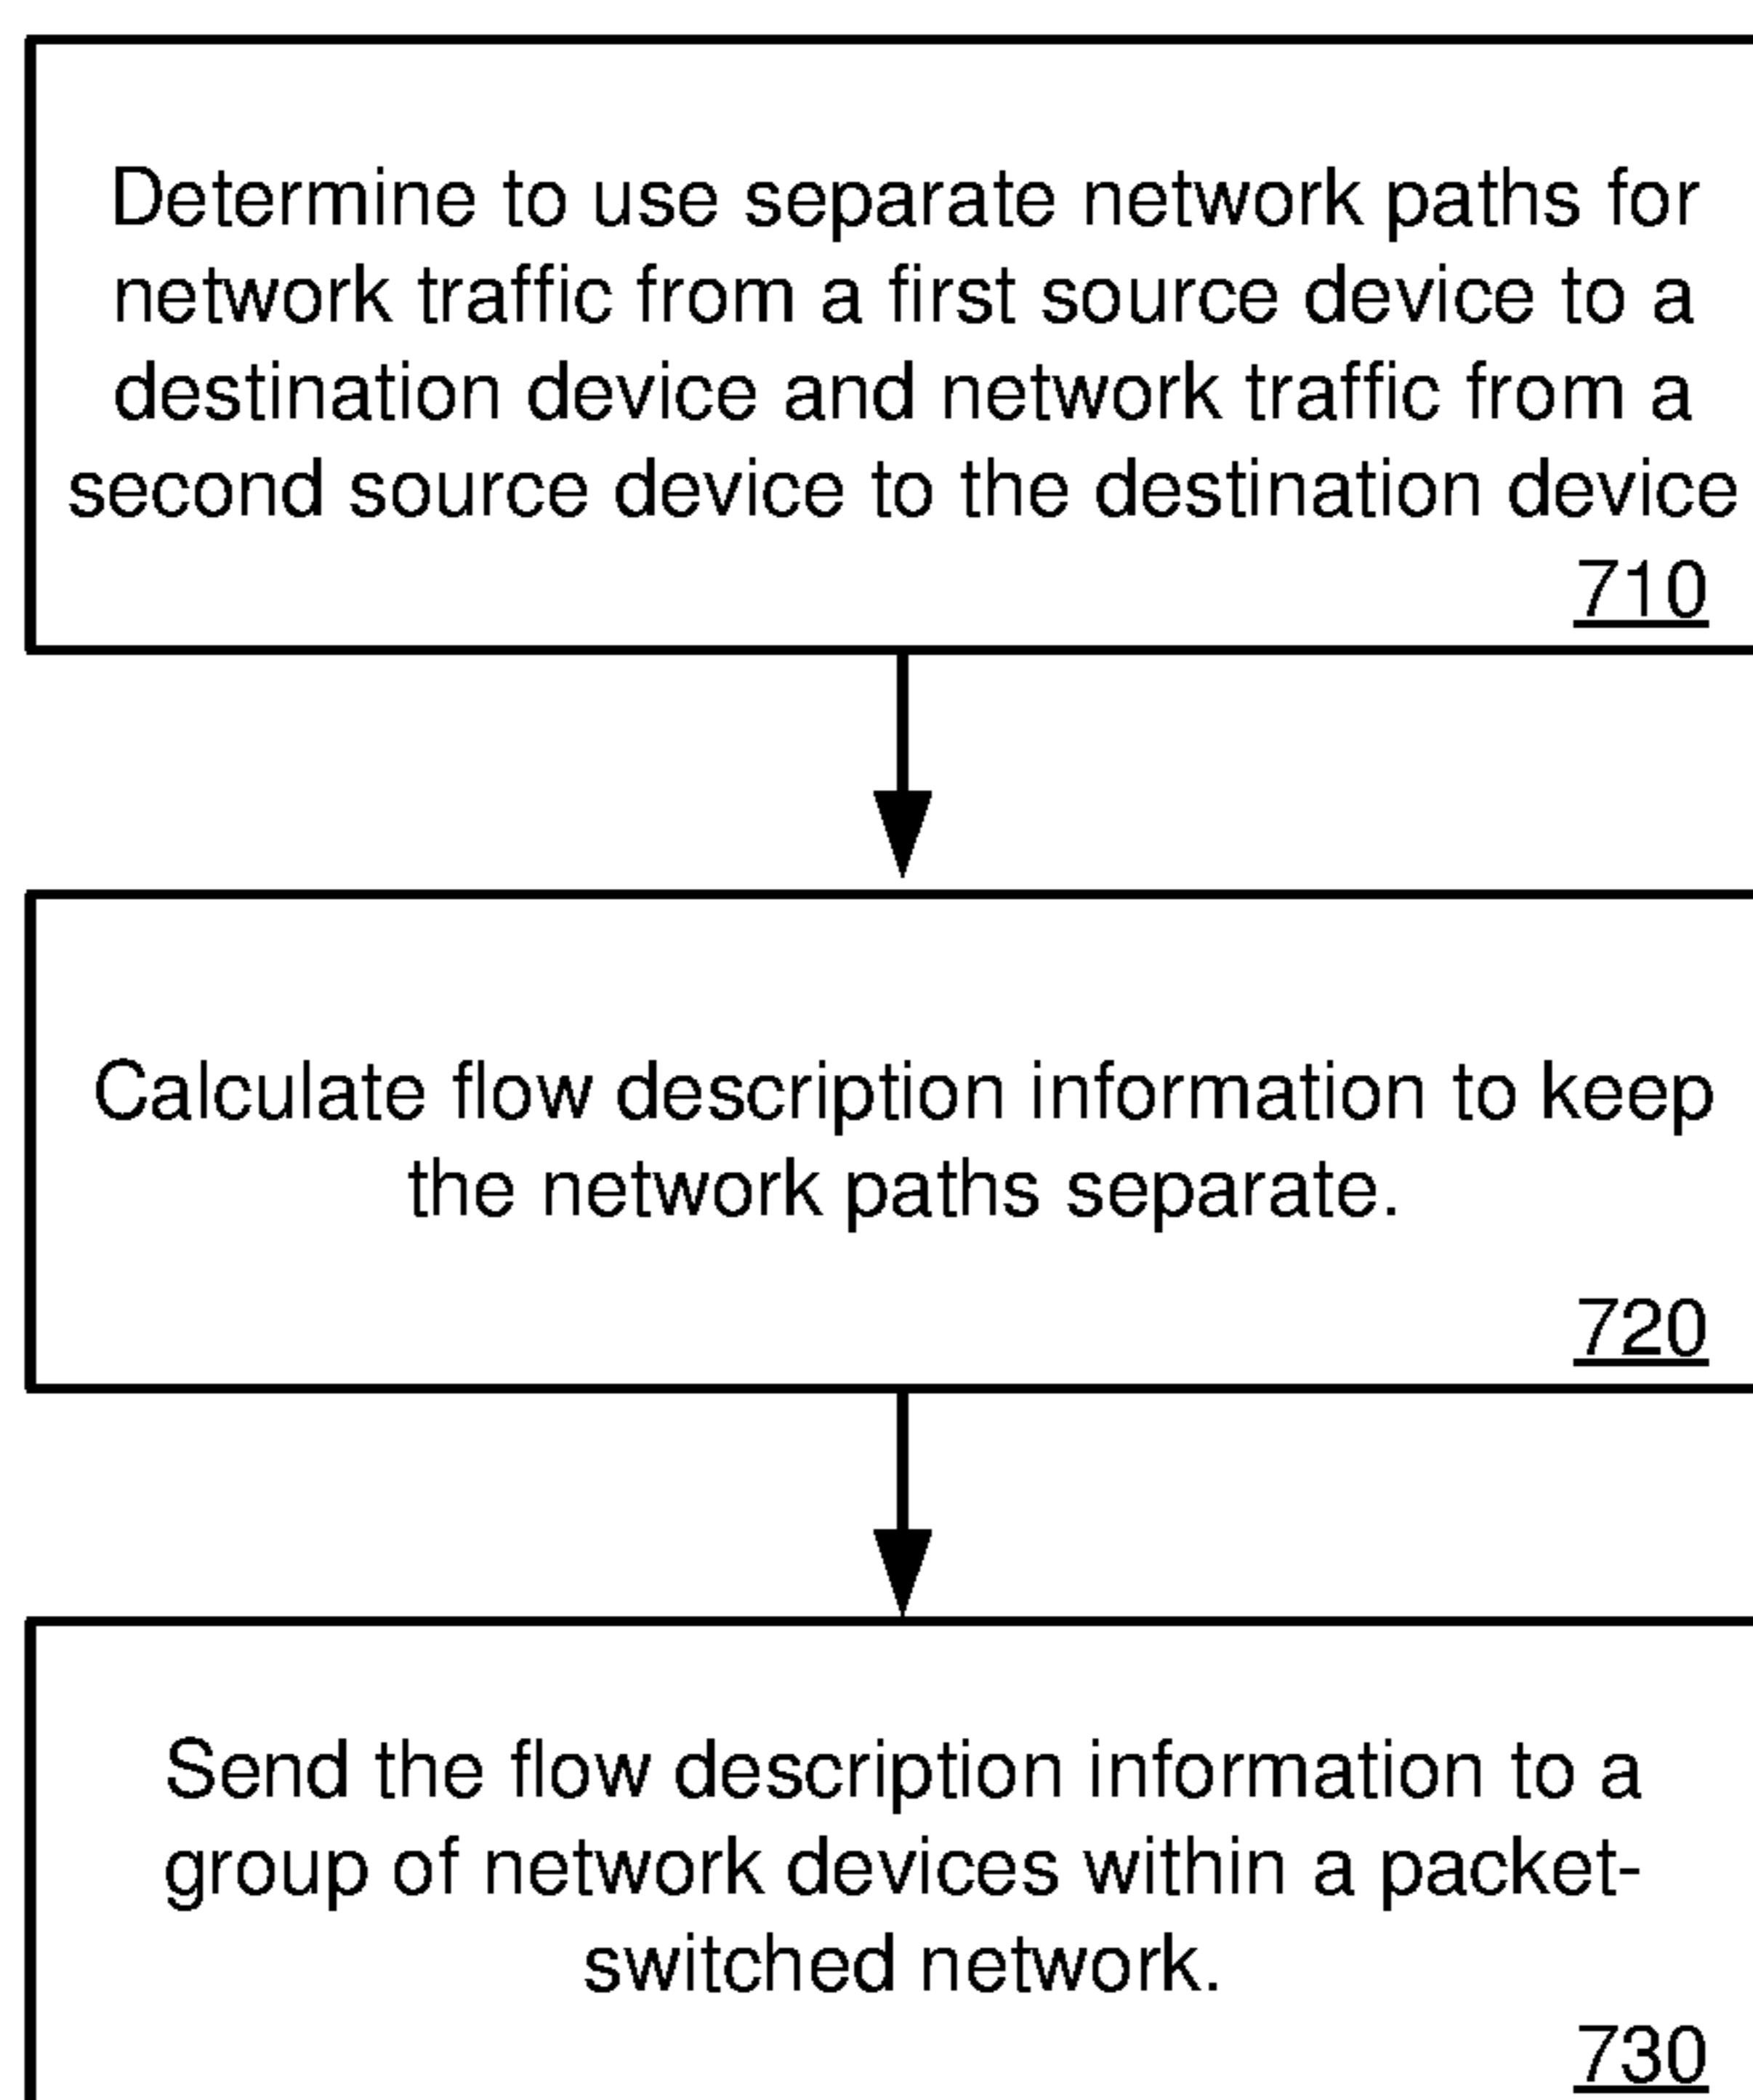 Determine to use separate network paths for
network traffic from a first source device to a
destination device and network traffic from a
second source device to the destination device
710
Calculate flow description information to keep
the network paths separate.
720
Send the flow description information to a
group of network devices within a packet-
switched network.
730